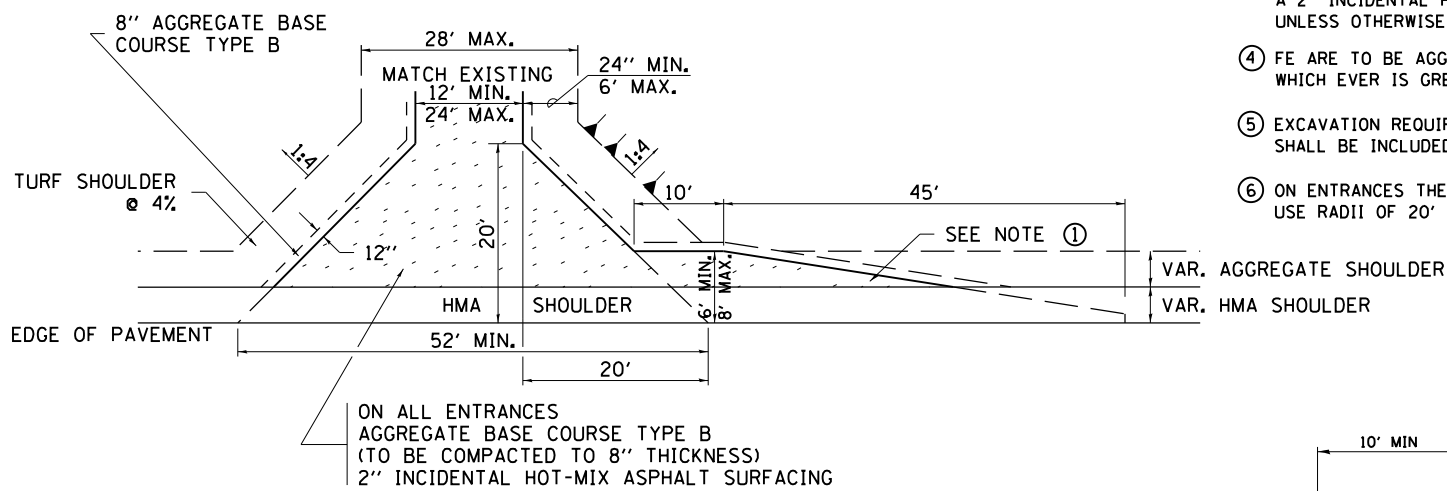 8'' AGGREGATE BASE
COURSE TYPE B
28' MAX.
MATCH EXISTING
12' MIN.
24' MAX.
24'' MIN.
6' MAX.
1:4
1:4
TURF SHOULDER
@ 4%
12''
20'
10'
45'
SEE NOTE ①
6' MIN.
8' MAX.
VAR. AGGREGATE SHOULDER
HMA SHOULDER
VAR. HMA SHOULDER
EDGE OF PAVEMENT
52' MIN.
20'
ON ALL ENTRANCES
AGGREGATE BASE COURSE TYPE B
(TO BE COMPACTED TO 8'' THICKNESS)
2'' INCIDENTAL HOT-MIX ASPHALT SURFACING
A 2'' INCIDENTAL
UNLESS OTHERWISE
④ FE ARE TO BE AGG
WHICH EVER IS GRE
⑤ EXCAVATION REQUI
SHALL BE INCLUDED
⑥ ON ENTRANCES THE
USE RADII OF 20'
10' MIN